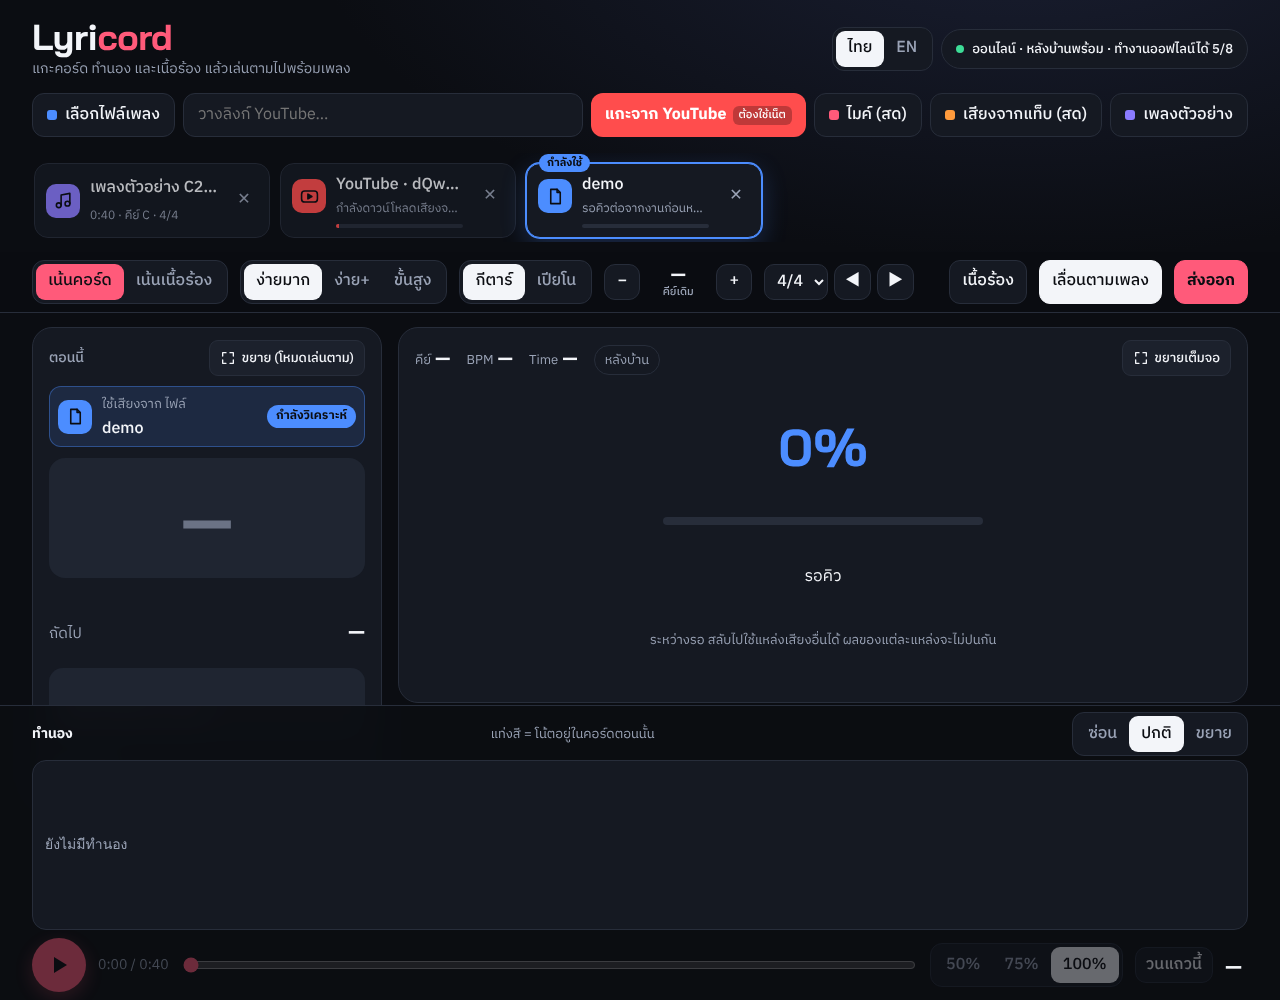 Lyricord
แกะคอร์ด ทำนอง และเนื้อร้อง แล้วเล่นตามไปพร้อมเพลง
ไทย EN
ออนไลน์ · หลังบ้านพร้อม · ทำงานออฟไลน์ได้ 5/8
เลือกไฟล์เพลง
วางลิงก์ YouTube...
แกะจาก YouTube ต้องใช้เน็ต
ไมค์ (สด)
เสียงจากแท็บ (สด)
เพลงตัวอย่าง
เพลงตัวอย่าง C2... ✕
0:40 · คีย์ C · 4/4
YouTube · dQw... ✕
กำลังดาวน์โหลดเสียงจ...
กำลังใช้
demo ✕
รอคิวต่อจากงานก่อนห...
เน้นคอร์ด เน้นเนื้อร้อง
ง่ายมาก ง่าย+ ขั้นสูง
กีตาร์ เปียโน
− — +
คีย์เดิม
4/4 ◀ ▶
เนื้อร้อง เลื่อนตามเพลง ส่งออก
ตอนนี้ ขยาย (โหมดเล่นตาม)
ใช้เสียงจาก ไฟล์
demo
กำลังวิเคราะห์
—
ถัดไป —
คีย์ — BPM — Time — หลังบ้าน ขยายเต็มจอ
0%
รอคิว
ระหว่างรอ สลับไปใช้แหล่งเสียงอื่นได้ ผลของแต่ละแหล่งจะไม่ปนกัน
ทำนอง แท่งสี = โน้ตอยู่ในคอร์ดตอนนั้น ซ่อน ปกติ ขยาย
ยังไม่มีทำนอง
0:00 / 0:40 50% 75% 100% วนแถวนี้ —